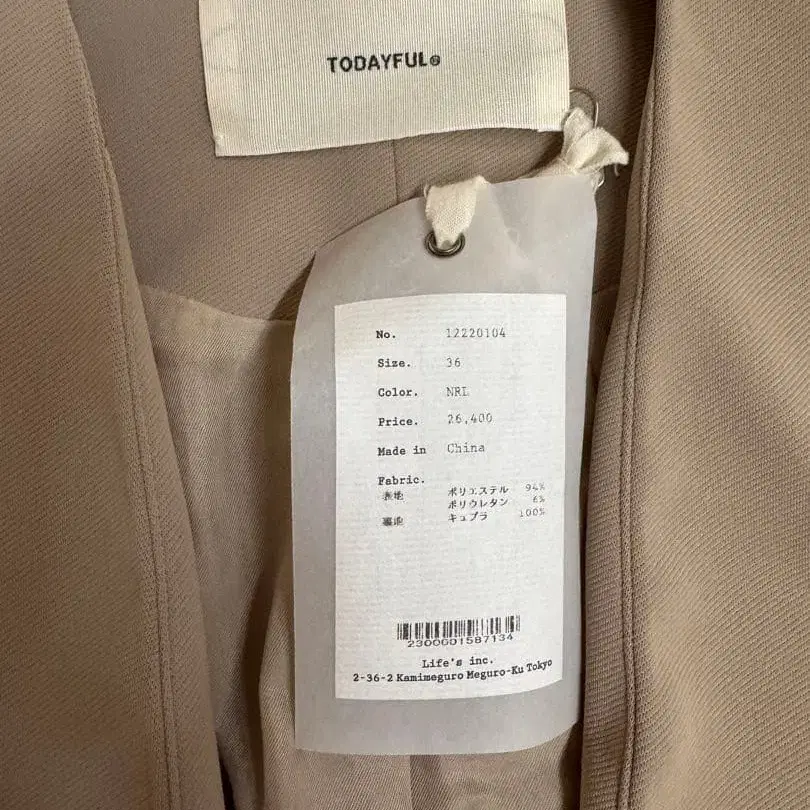 TODAYFUL®
No. 12220104
Size. 36
Color. NRL
Price. 26,400
Made in China
Fabric.
表地 ポリエステル 94%
ポリウレタン 6%
裏地 キュプラ 100%
2300001587134
Life's inc.
2-36-2 Kamimeguro Meguro-Ku Tokyo